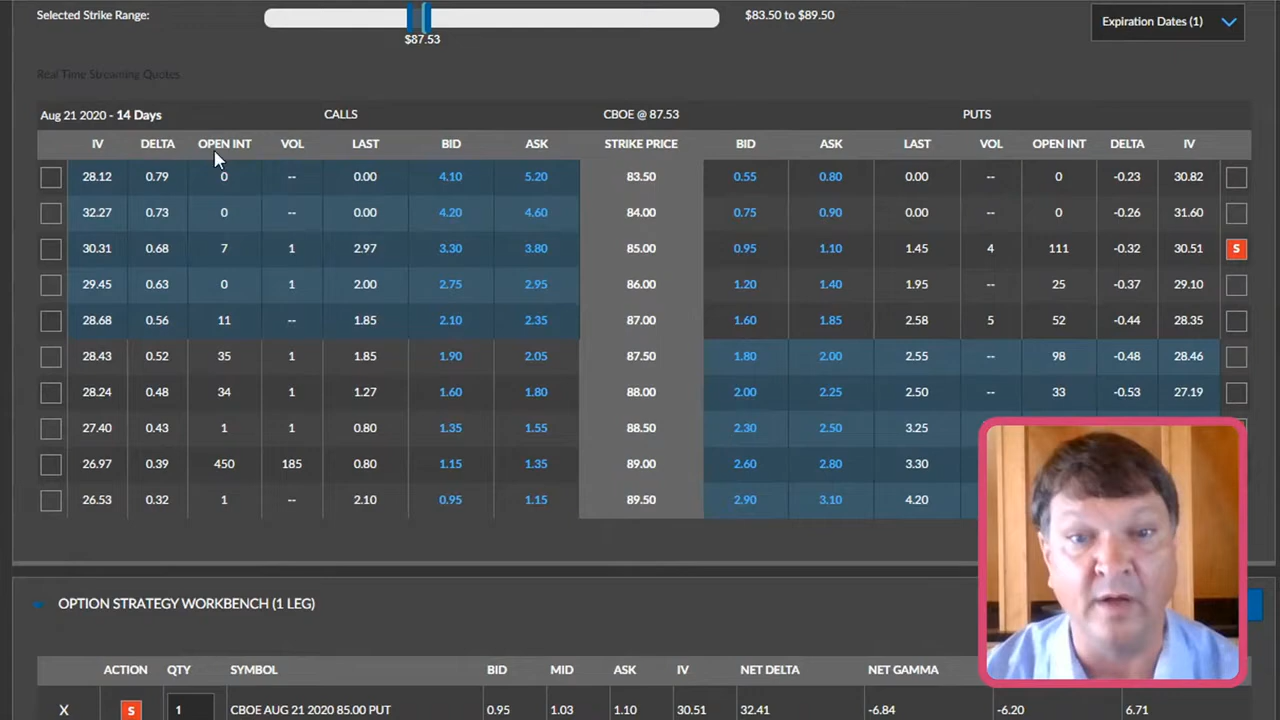 Selected Strike Range: $83.50 to $89.50 Expiration Dates (1)
$87.53
Real Time Streaming Quotes
Aug 21 2020 - 14 Days CALLS CBOE @ 87.53 PUTS
IV DELTA OPEN INT VOL LAST BID ASK STRIKE PRICE BID ASK LAST VOL OPEN INT DELTA IV
28.12 0.79 0 -- 0.00 4.10 5.20 83.50 0.55 0.80 0.00 -- 0 -0.23 30.82
32.27 0.73 0 -- 0.00 4.20 4.60 84.00 0.75 0.90 0.00 -- 0 -0.26 31.60
30.31 0.68 7 1 2.97 3.30 3.80 85.00 0.95 1.10 1.45 4 111 -0.32 30.51 S
29.45 0.63 0 1 2.00 2.75 2.95 86.00 1.20 1.40 1.95 -- 25 -0.37 29.10
28.68 0.56 11 -- 1.85 2.10 2.35 87.00 1.60 1.85 2.58 5 52 -0.44 28.35
28.43 0.52 35 1 1.85 1.90 2.05 87.50 1.80 2.00 2.55 -- 98 -0.48 28.46
28.24 0.48 34 1 1.27 1.60 1.80 88.00 2.00 2.25 2.50 -- 33 -0.53 27.19
27.40 0.43 1 1 0.80 1.35 1.55 88.50 2.30 2.50 3.25
26.97 0.39 450 185 0.80 1.15 1.35 89.00 2.60 2.80 3.30
26.53 0.32 1 -- 2.10 0.95 1.15 89.50 2.90 3.10 4.20
OPTION STRATEGY WORKBENCH (1 LEG)
ACTION QTY SYMBOL BID MID ASK IV NET DELTA NET GAMMA
X S 1 CBOE AUG 21 2020 85.00 PUT 0.95 1.03 1.10 30.51 32.41 -6.84 -6.20 6.71